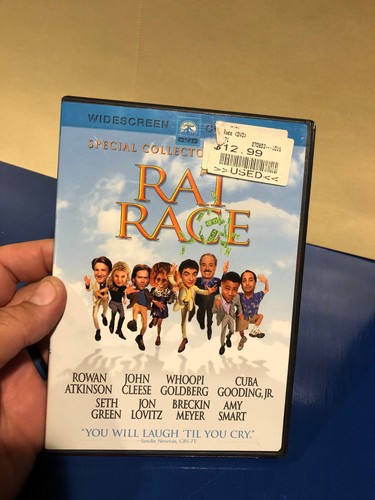 WIDESCREEN
DVD
SPECIAL COLLECTOR
$12.99
>>USED<<
RAT
RACE
ROWAN ATKINSON
JOHN CLEESE
WHOOPI GOLDBERG
CUBA GOODING, JR.
SETH GREEN
JON LOVITZ
BRECKIN MEYER
AMY SMART
"YOU WILL LAUGH 'TIL YOU CRY."